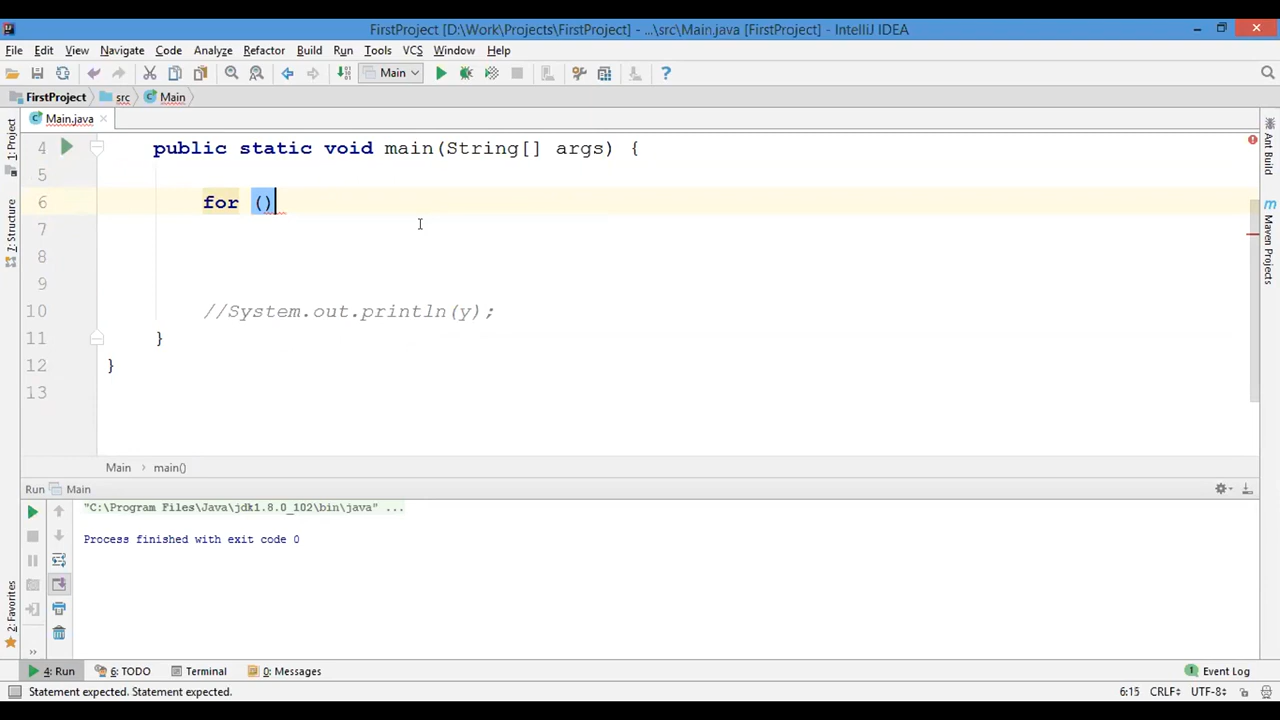 FirstProject [D:\Work\Projects\FirstProject] - ...\src\Main.java [FirstProject] - IntelliJ IDEA
File Edit View Navigate Code Analyze Refactor Build Run Tools VCS Window Help
Main
FirstProject src Main
Main.java
1: Project
7: Structure
2: Favorites
Ant Build
Maven Projects
4 public static void main(String[] args) {
5
6 for ()
7
8
9
10 //System.out.println(y);
11 }
12 }
13
Main main()
Run Main
"C:\Program Files\Java\jdk1.8.0_102\bin\java" ...
Process finished with exit code 0
4: Run 6: TODO Terminal 0: Messages 1 Event Log
Statement expected. Statement expected. 6:15 CRLF UTF-8